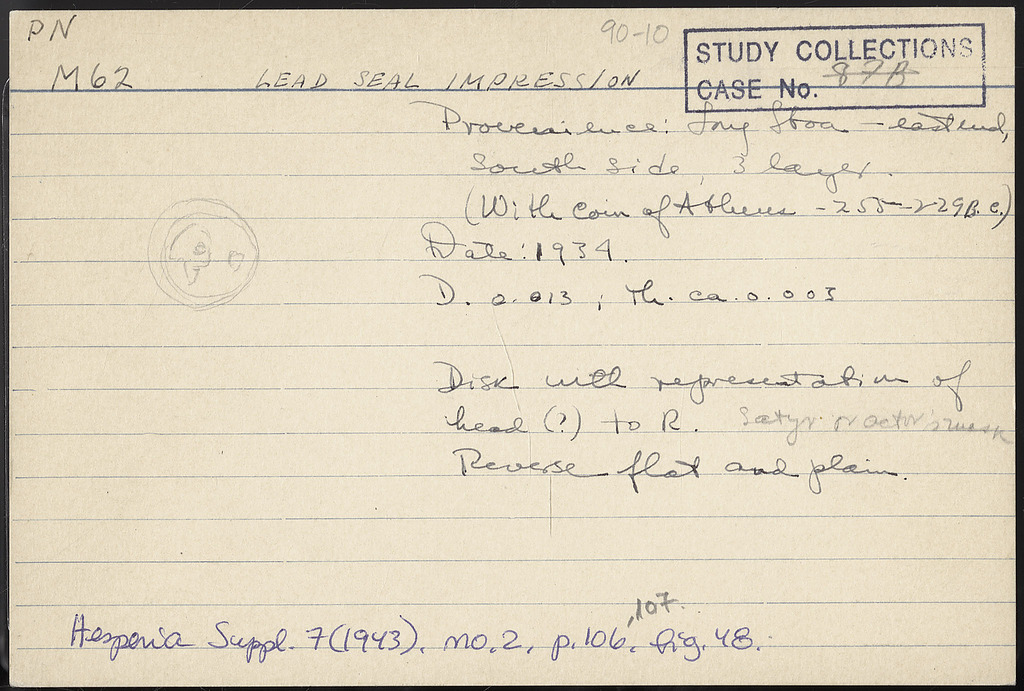 PN
90-10
STUDY COLLECTIONS
CASE No. 87B
M62 LEAD SEAL IMPRESSION
Provenience: Long Stoa - east end,
South side, 3 layer.
(With coin of Athens - 255-229 B.C.)
Date: 1934.
D. 0.013 ; Th. ca. 0.003
Disk with representation of
head (?) to R. Satyr or actor's mask
Reverse flat and plain.
,107.
Hesperia Suppl. 7 (1943). no. 2, p. 106, fig. 48.